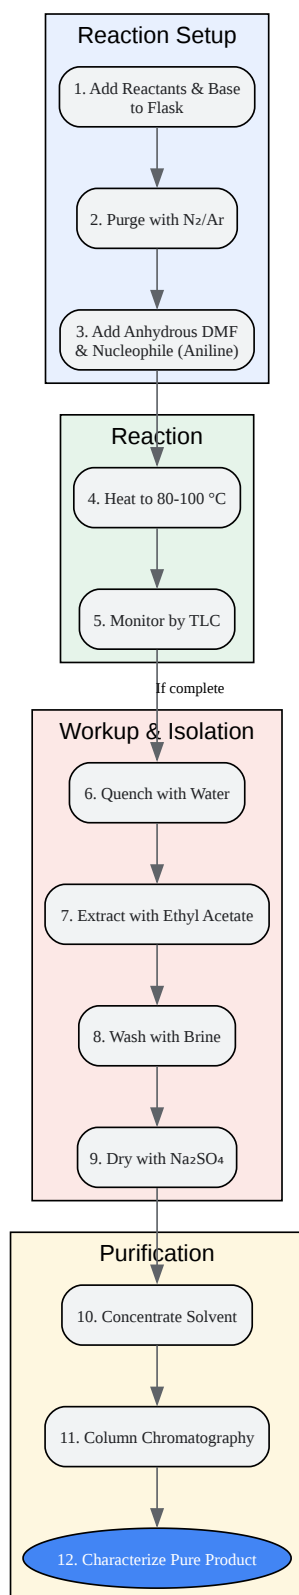 Reaction Setup
1. Add Reactants & Base
to Flask
2. Purge with N₂/Ar
3. Add Anhydrous DMF
& Nucleophile (Aniline)
Reaction
4. Heat to 80-100 °C
5. Monitor by TLC
If complete
Workup & Isolation
6. Quench with Water
7. Extract with Ethyl Acetate
8. Wash with Brine
9. Dry with Na₂SO₄
Purification
10. Concentrate Solvent
11. Column Chromatography
12. Characterize Pure Product